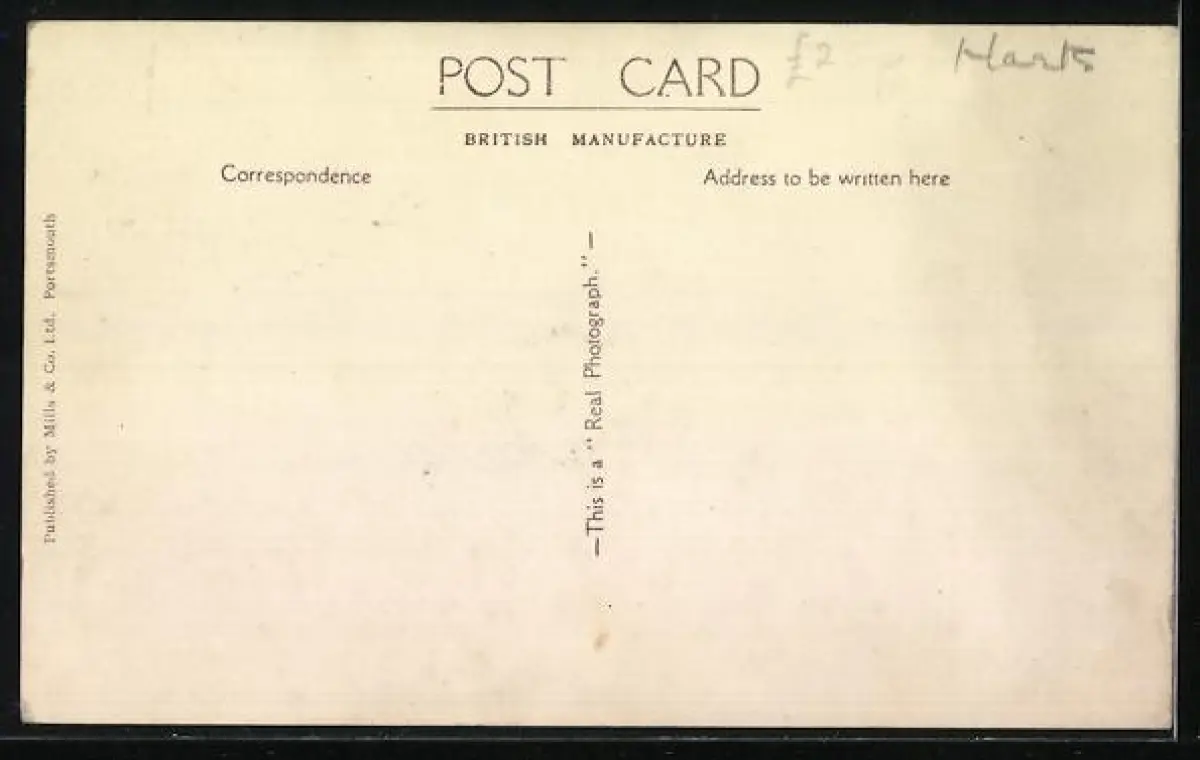 £2
POST CARD
BRITISH MANUFACTURE
Correspondence
Address to be written here
Published by Mills & Co. Ltd. Portsmouth
—This is a " Real Photograph." —